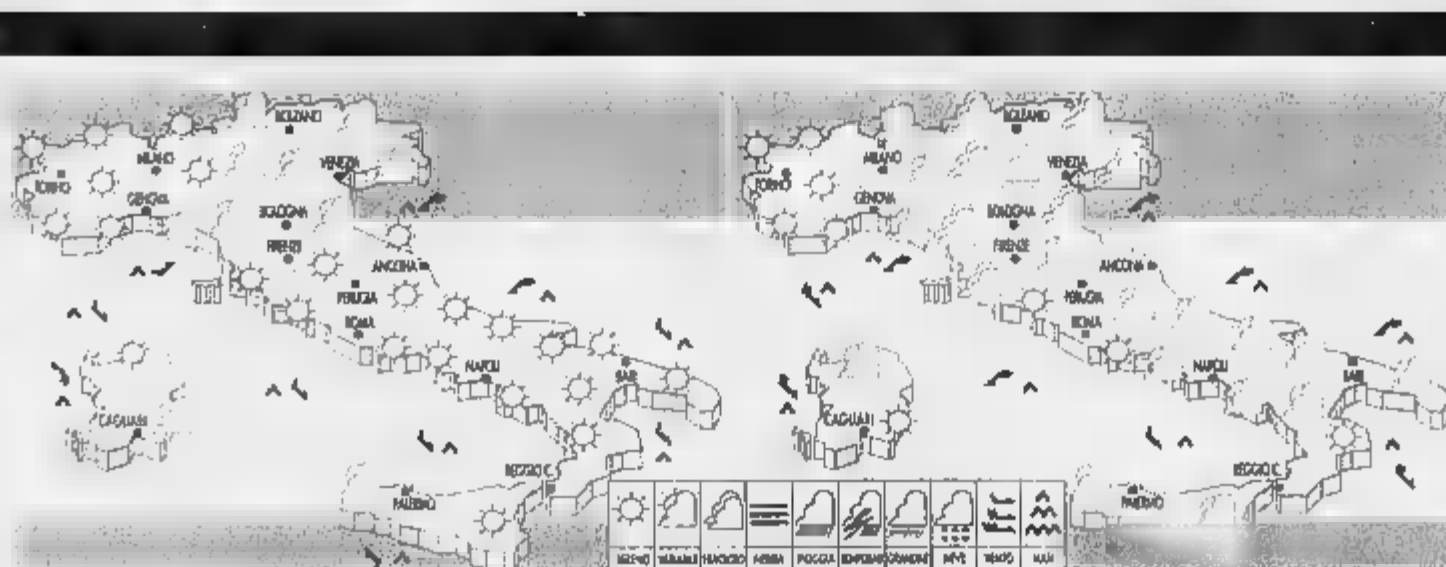 BOLZANO
MILANO
VENEZIA
TORINO
GENOVA
BOLOGNA
FIRENZE
ANCONA
PERUGIA
ROMA
NAPOLI
BARI
CAGLIARI
REGGIO C.
PALERMO
BOLZANO
MILANO
VENEZIA
TORINO
GENOVA
BOLOGNA
FIRENZE
ANCONA
PERUGIA
ROMA
NAPOLI
BARI
CAGLIARI
REGGIO C.
PALERMO
SERENO VARIABILE NUVOLOSO NEBBIA PIOGGIA TEMPORALE GRANDINE NEVE VENTO MARI